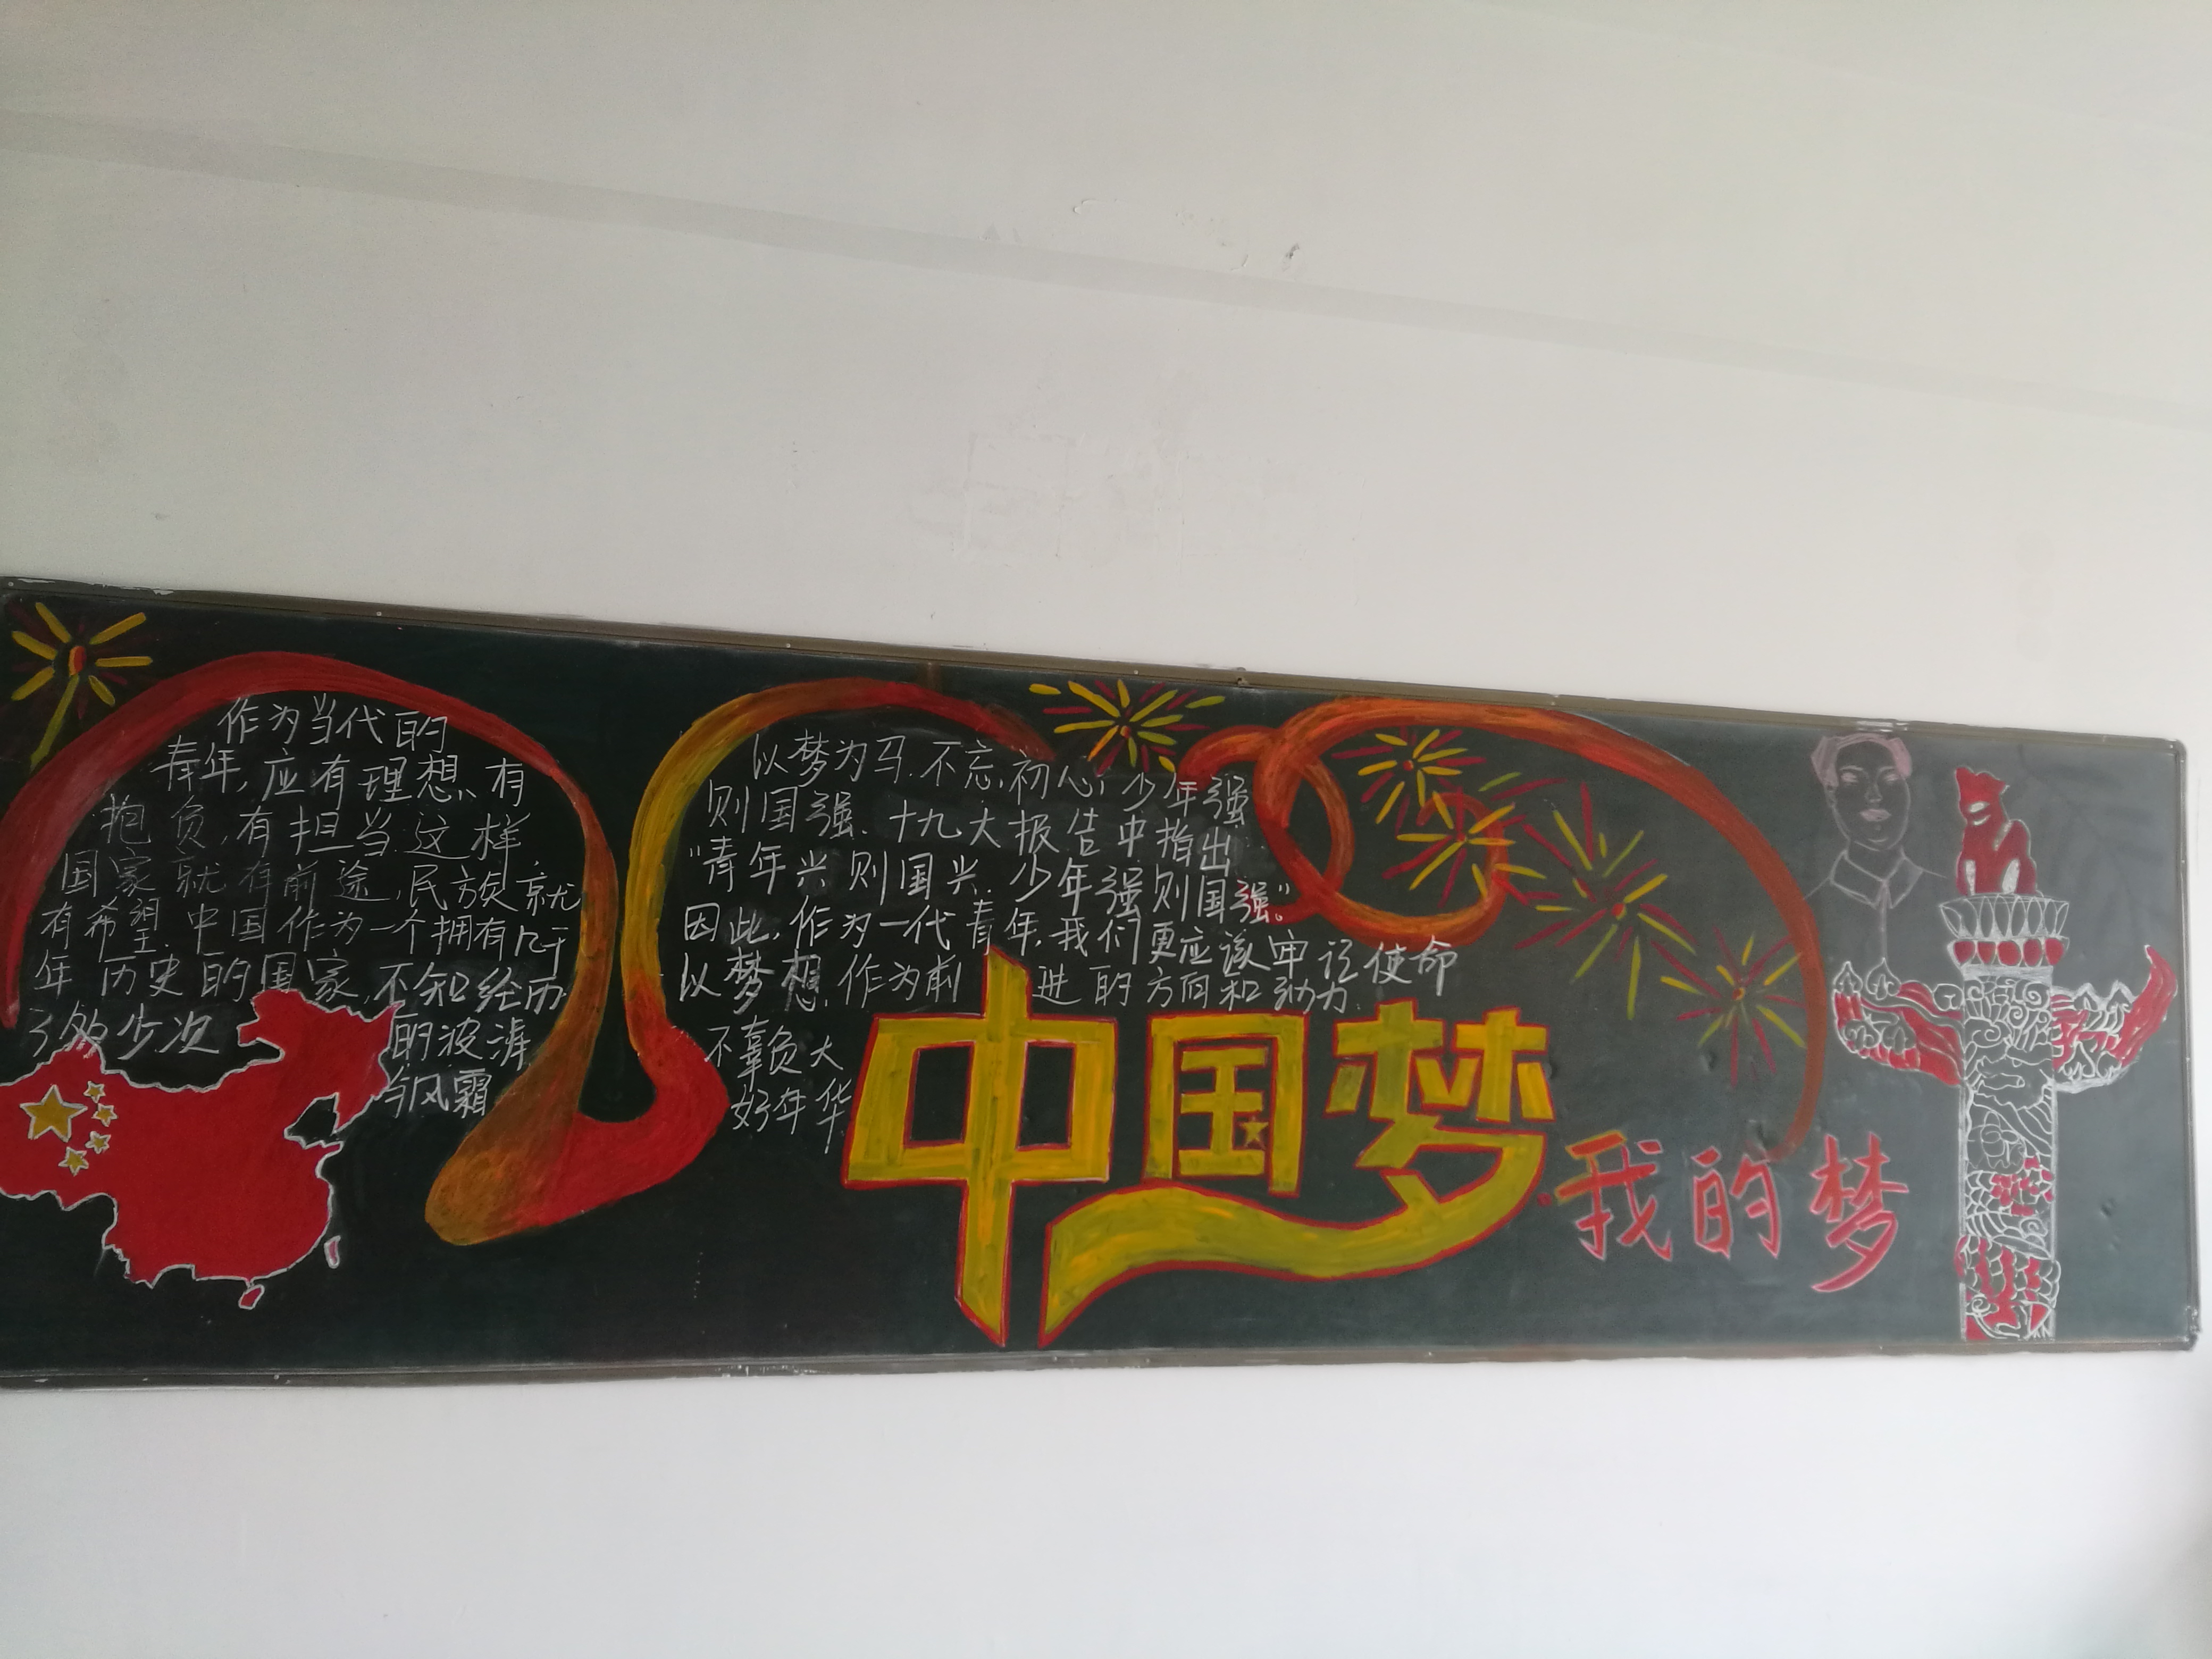 作为当代的
青年,应有理想、有
抱负,有担当.这样
国家就有前途,民族就
有希望.中国作为一个拥有几千
年历史的国家,不知经历
了多少次的波涛
与风霜
以梦为马.不忘初心,少年强
则国强.十九大报告中指出
"青年兴则国兴.少年强则国强."
因此,作为一代青年,我们更应该牢记使命
以梦想,作为前进的方向和动力.
不辜负大
好年华.
中国梦
·我的梦